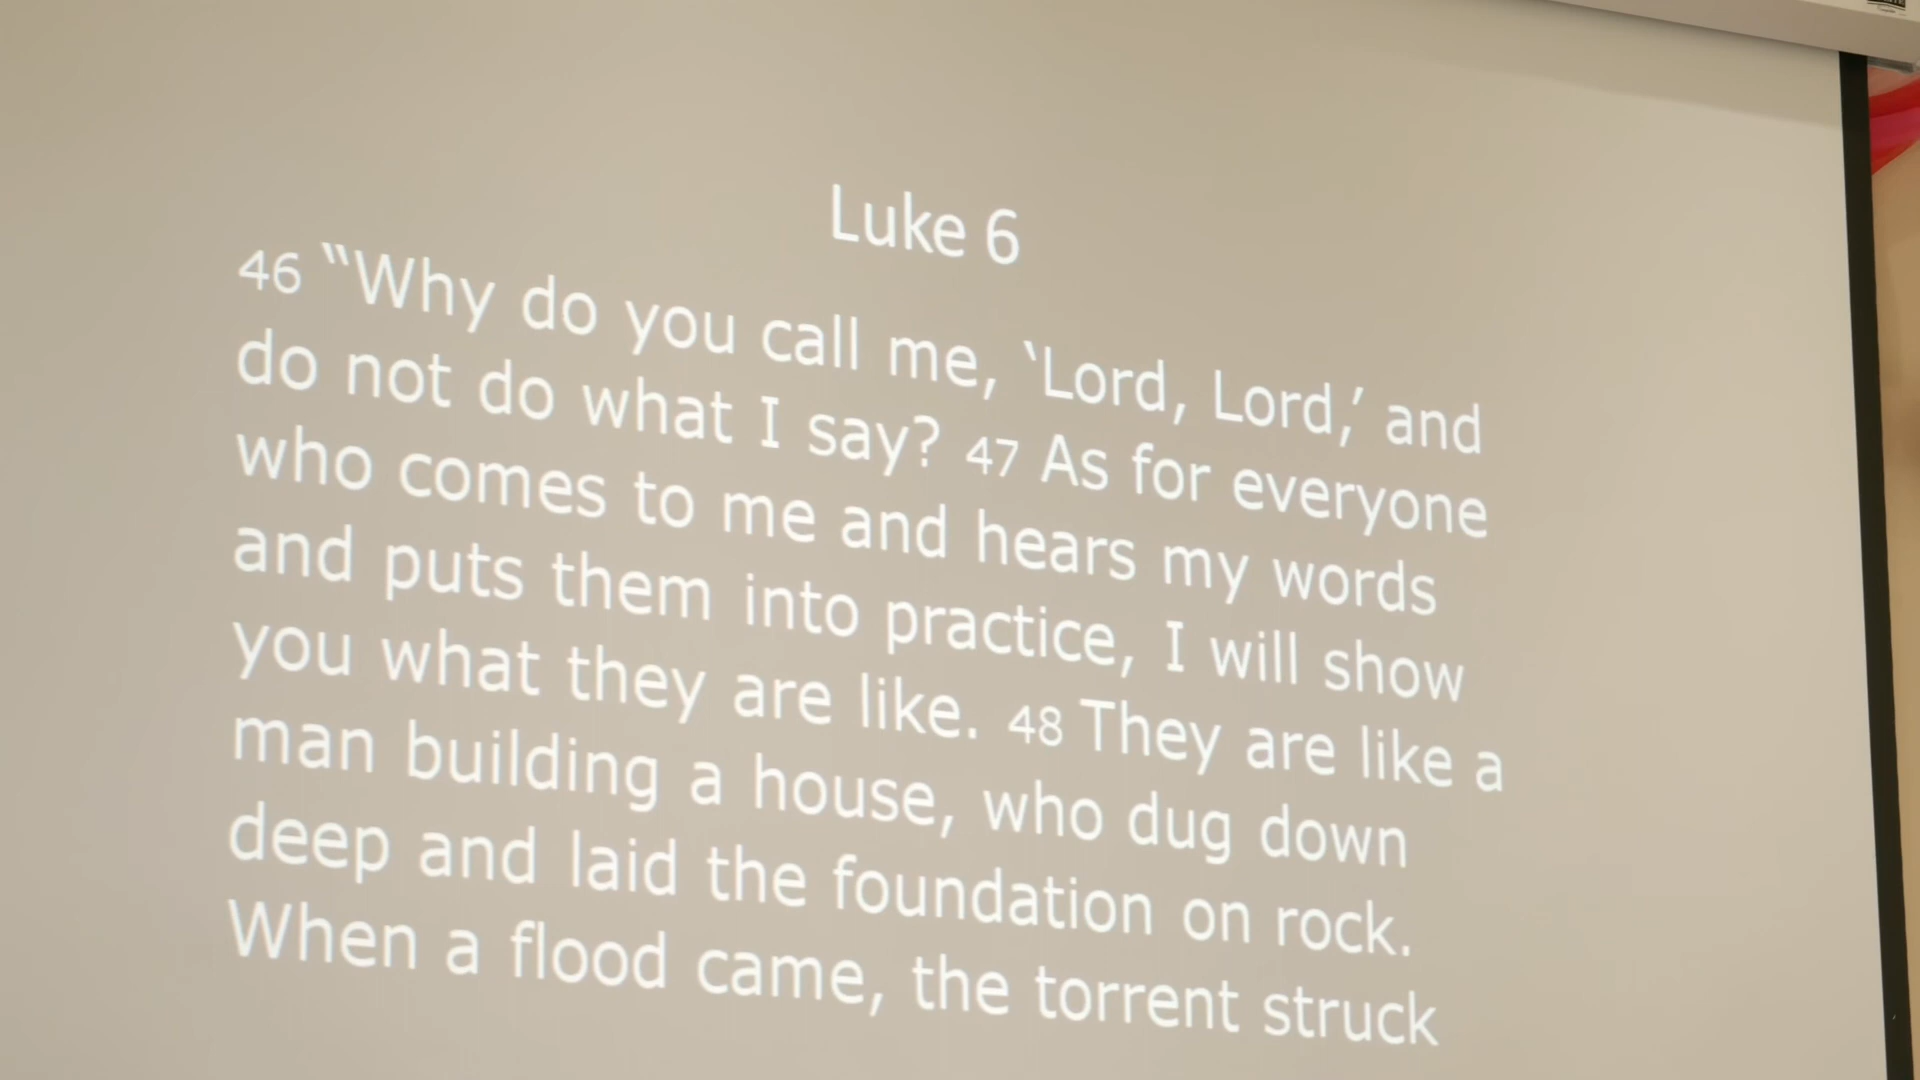 Luke 6
46 “Why do you call me, ‘Lord, Lord,’ and
do not do what I say? 47 As for everyone
who comes to me and hears my words
and puts them into practice, I will show
you what they are like. 48 They are like a
man building a house, who dug down
deep and laid the foundation on rock.
When a flood came, the torrent struck